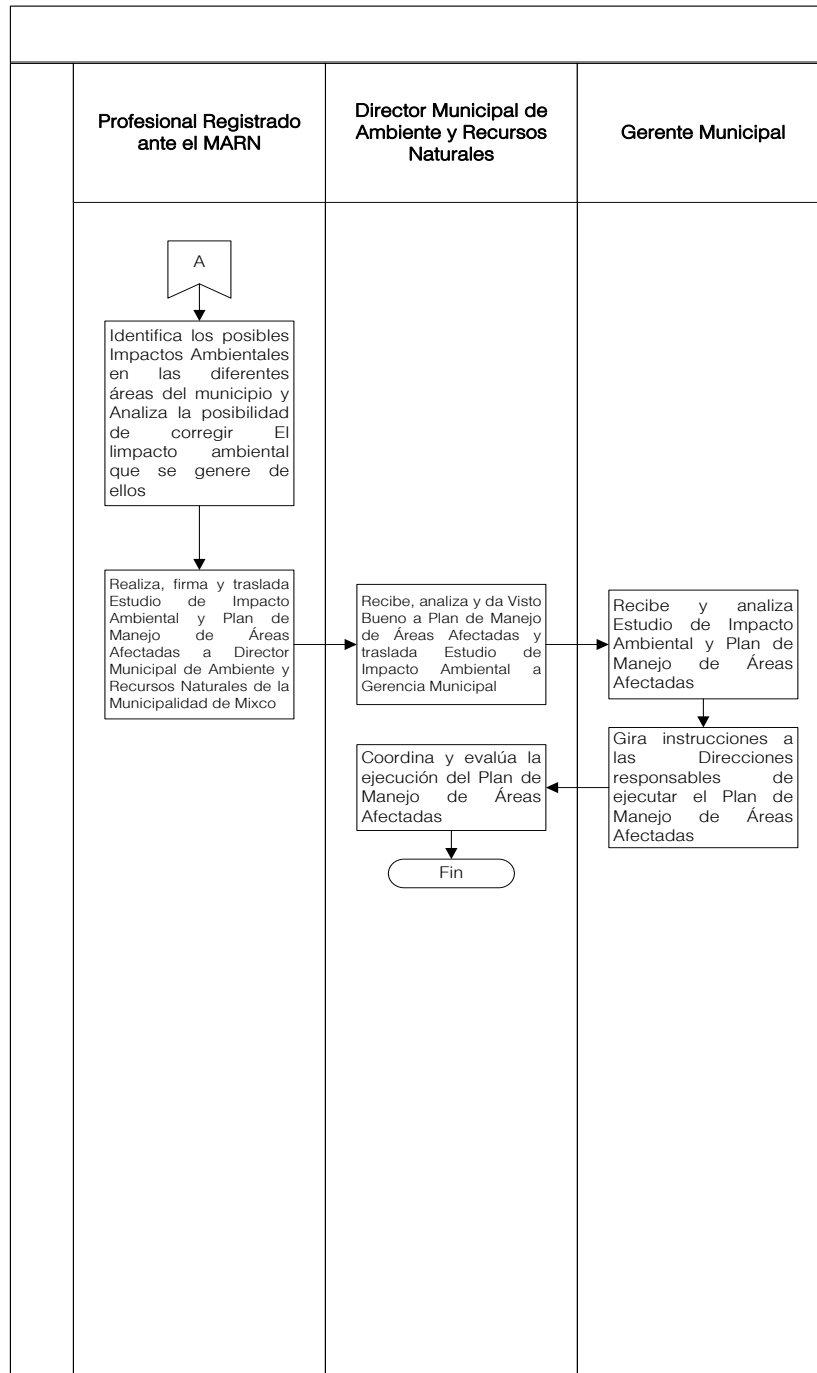 Profesional Registrado
ante el MARN
Director Municipal de
Ambiente y Recursos
Naturales
Gerente Municipal
A
Identifica los posibles
Impactos Ambientales
en las diferentes
áreas del municipio y
Analiza la posibilidad
de corregir El
limpacto ambiental
que se genere de
ellos
Realiza, firma y traslada
Estudio de Impacto
Ambiental y Plan de
Manejo de Áreas
Afectadas a Director
Municipal de Ambiente y
Recursos Naturales de la
Municipalidad de Mixco
Recibe, analiza y da Visto
Bueno a Plan de Manejo
de Áreas Afectadas y
traslada Estudio de
Impacto Ambiental a
Gerencia Municipal
Recibe y analiza
Estudio de Impacto
Ambiental y Plan de
Manejo de Áreas
Afectadas
Gira instrucciones a
las Direcciones
responsables de
ejecutar el Plan de
Manejo de Áreas
Afectadas
Coordina y evalúa la
ejecución del Plan de
Manejo de Áreas
Afectadas
Fin